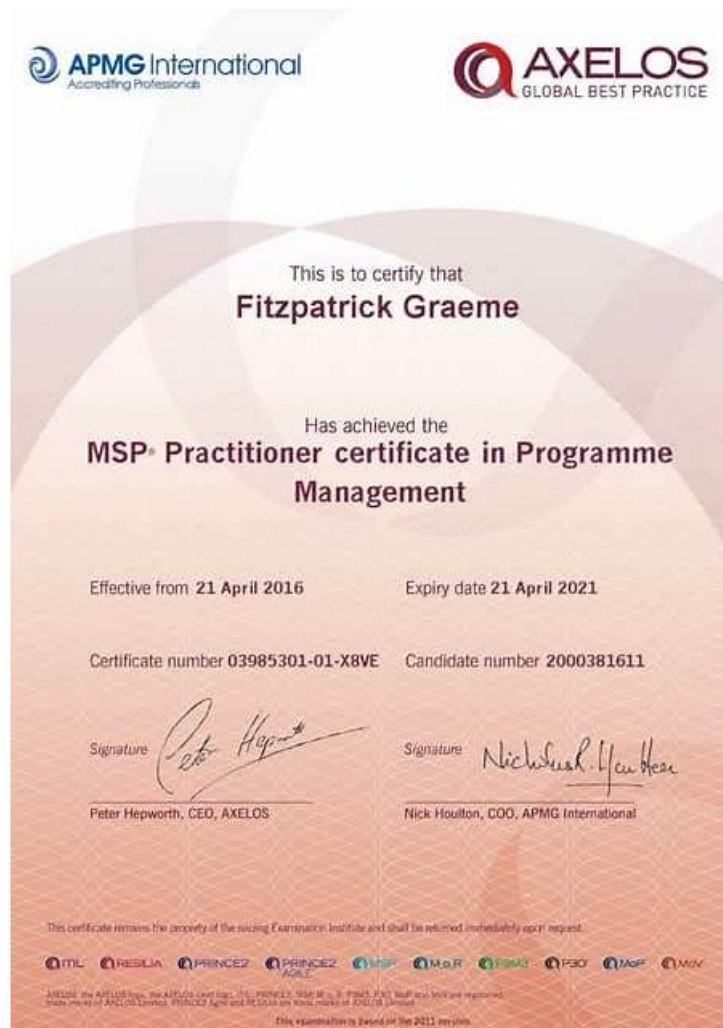 APMG International
Accrediting Professionals
AXELOS
GLOBAL BEST PRACTICE
This is to certify that
Fitzpatrick Graeme
Has achieved the
MSP® Practitioner certificate in Programme
Management
Effective from 21 April 2016
Expiry date 21 April 2021
Certificate number 03985301-01-X8VE
Candidate number 2000381611
Signature
Signature
Peter Hepworth, CEO, AXELOS
Nick Houlton, COO, APMG International
This certificate remains the property of the issuing Examination Institute and shall be returned immediately upon request.
ITIL RESILIA PRINCE2 PRINCE2 AGILE MSP M_o_R P3M3 P3O MoP MoV
This examination is based on the 2011 version.